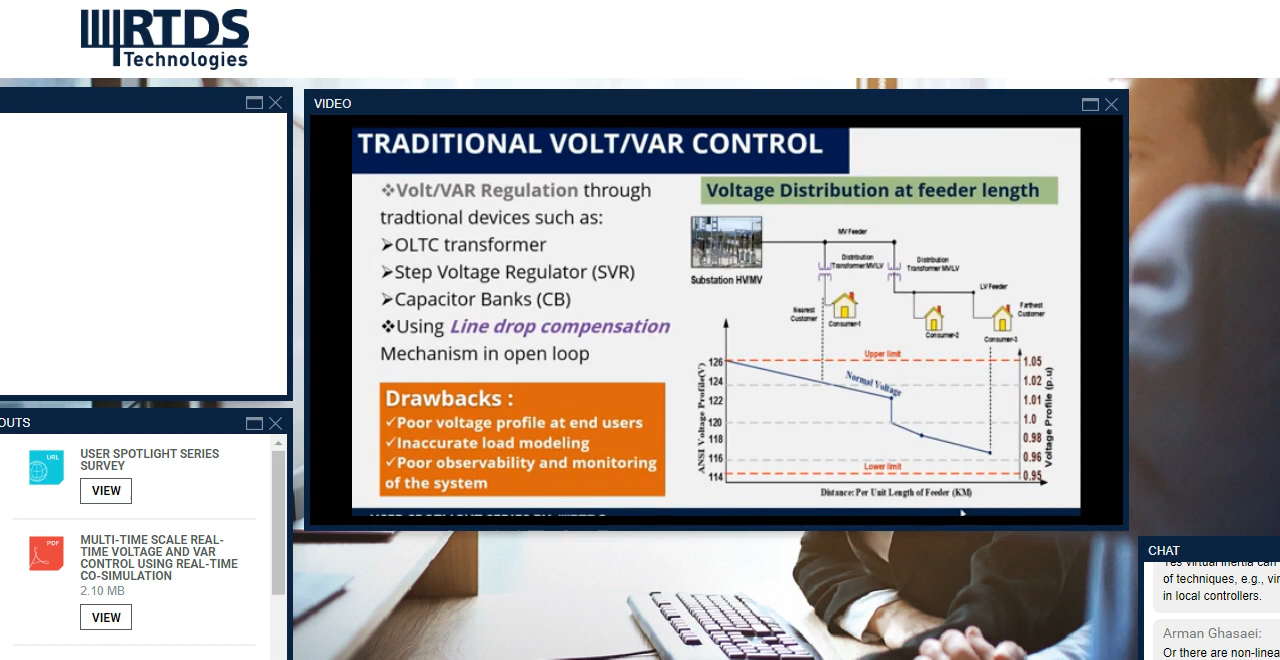 RTDS
Technologies
VIDEO
TRADITIONAL VOLT/VAR CONTROL
❖Volt/VAR Regulation through
tradtional devices such as:
➢OLTC transformer
➢Step Voltage Regulator (SVR)
➢Capacitor Banks (CB)
❖Using Line drop compensation
Mechanism in open loop
Drawbacks :
✓Poor voltage profile at end users
✓Inaccurate load modeling
✓Poor observability and monitoring
of the system
Voltage Distribution at feeder length
MV Feeder
Distribution
Transformer MV/LV
Distribution
Transformer MV/LV
Substation HV/MV
LV Feeder
Nearest
Customer
Farthest
Customer
Consumer-1
Consumer-2
Consumer-3
Upper limit
Normal Voltage
Lower limit
ANSI Voltage Profile(V)
126
124
122
120
118
116
114
1.05
1.02
1.01
1.0
0.98
0.96
0.95
Voltage Profile (p.u)
Distance: Per Unit Length of Feeder (KM)
OUTS
URL
USER SPOTLIGHT SERIES
SURVEY
VIEW
PDF
MULTI-TIME SCALE REAL-
TIME VOLTAGE AND VAR
CONTROL USING REAL-TIME
CO-SIMULATION
2.10 MB
VIEW
CHAT
Yes virtual inertia can
of techniques, e.g., vir
in local controllers.
Arman Ghasaei:
Or there are non-linea